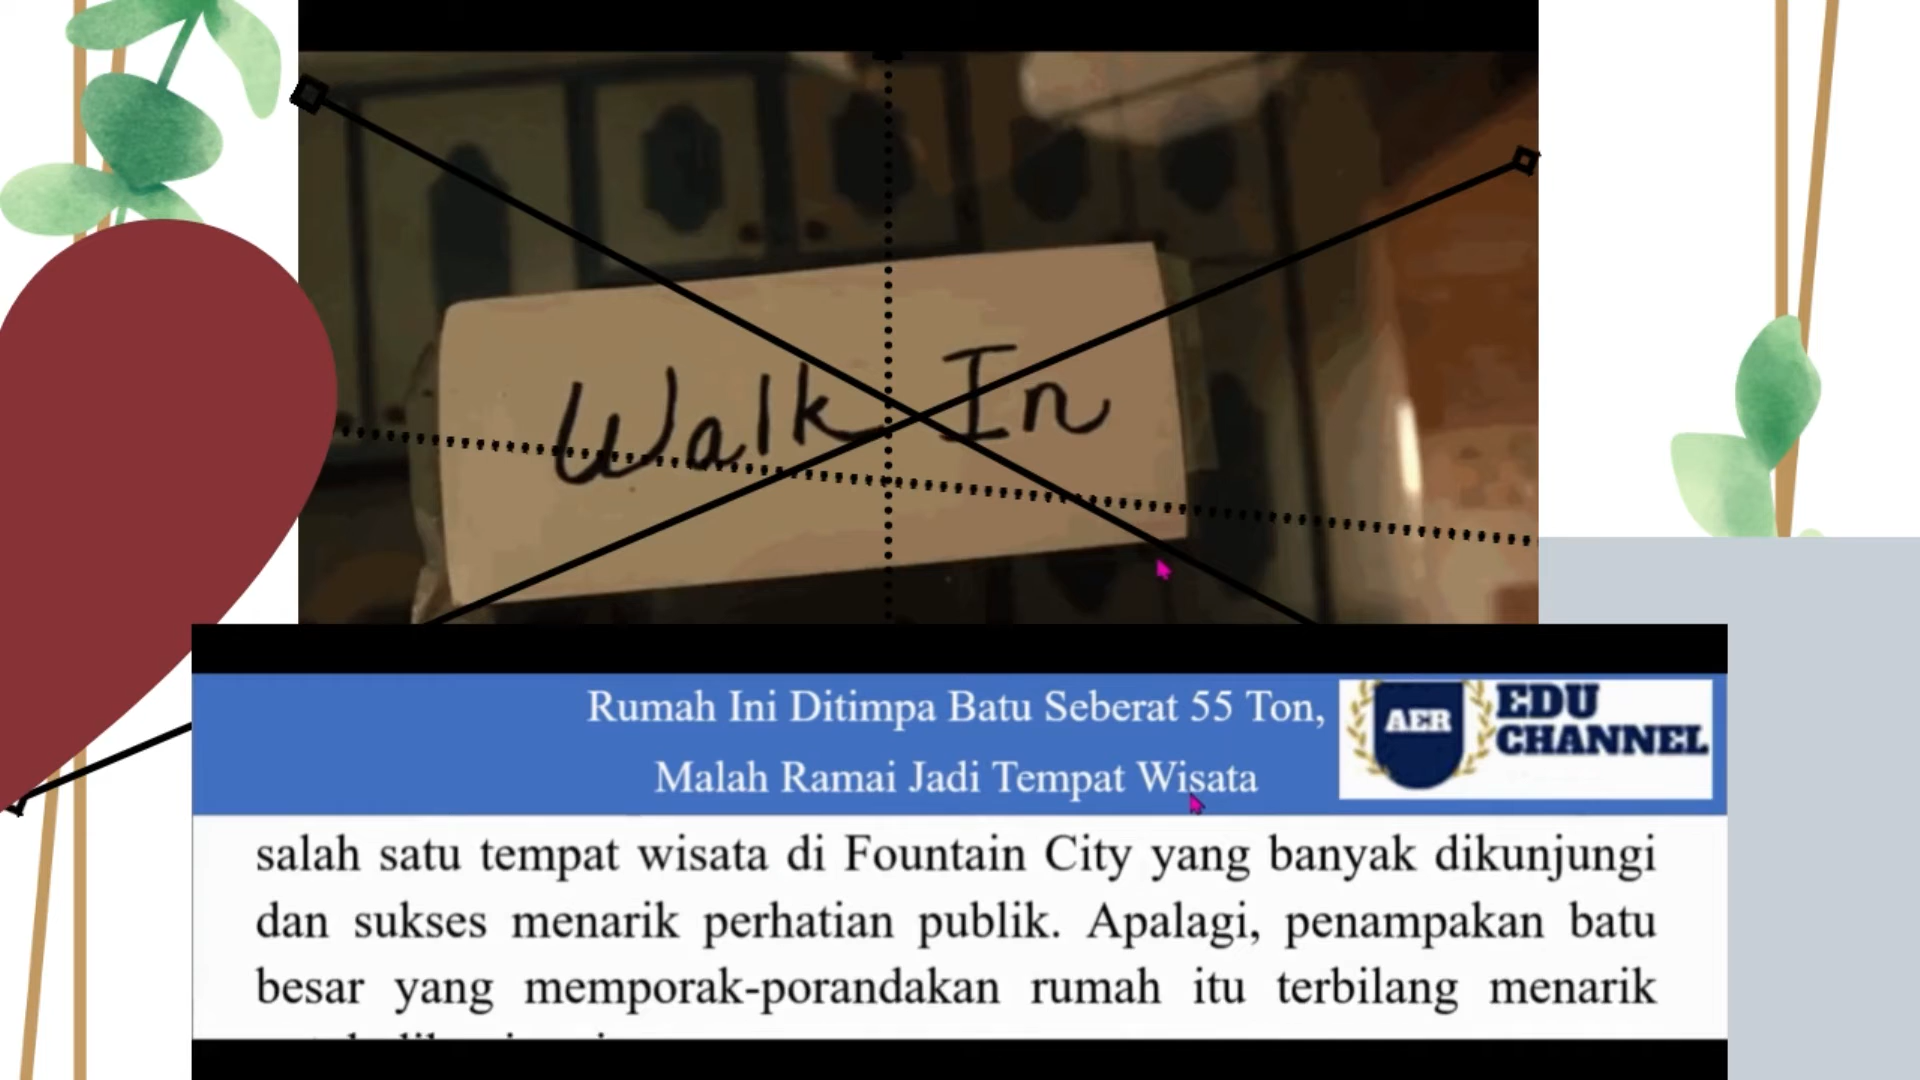 Walk In
Rumah Ini Ditimpa Batu Seberat 55 Ton,
Malah Ramai Jadi Tempat Wisata
AER
EDU
CHANNEL
salah satu tempat wisata di Fountain City yang banyak dikunjungi
dan sukses menarik perhatian publik. Apalagi, penampakan batu
besar yang memporak-porandakan rumah itu terbilang menarik